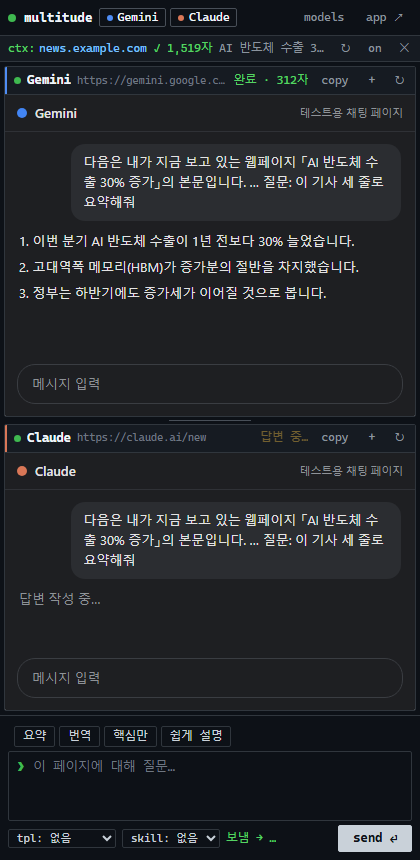 multitude Gemini Claude models app ↗
ctx: news.example.com ✓ 1,519자 AI 반도체 수출 3… ↻ on ×
Gemini https://gemini.google.c… 완료 · 312자 copy + ↻
Gemini 테스트용 채팅 페이지
다음은 내가 지금 보고 있는 웹페이지 「AI 반도체 수
출 30% 증가」의 본문입니다. … 질문: 이 기사 세 줄로
요약해줘
1. 이번 분기 AI 반도체 수출이 1년 전보다 30% 늘었습니다.
2. 고대역폭 메모리(HBM)가 증가분의 절반을 차지했습니다.
3. 정부는 하반기에도 증가세가 이어질 것으로 봅니다.
메시지 입력
Claude https://claude.ai/new 답변 중… copy + ↻
Claude 테스트용 채팅 페이지
다음은 내가 지금 보고 있는 웹페이지 「AI 반도체 수
출 30% 증가」의 본문입니다. … 질문: 이 기사 세 줄로
요약해줘
답변 작성 중…
메시지 입력
요약 번역 핵심만 쉽게 설명
❯ 이 페이지에 대해 질문…
tpl: 없음 skill: 없음 보냄 → … send ↵